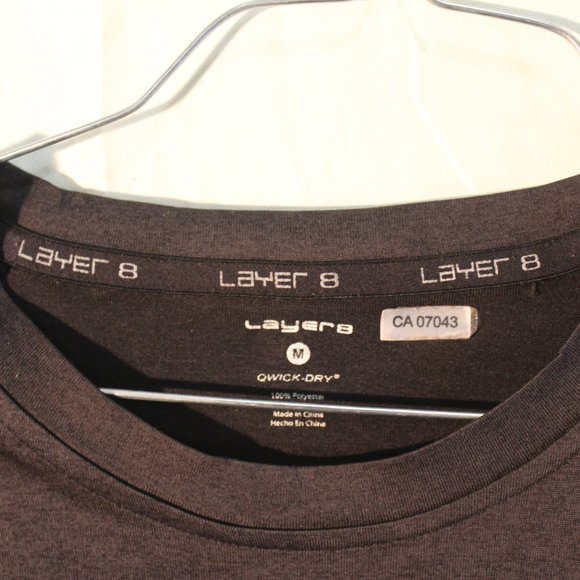 Layer 8 Layer 8 Layer 8
Layer8
CA 07043
M
QWICK-DRY®
100% Polyester
Made in China
Hecho En China